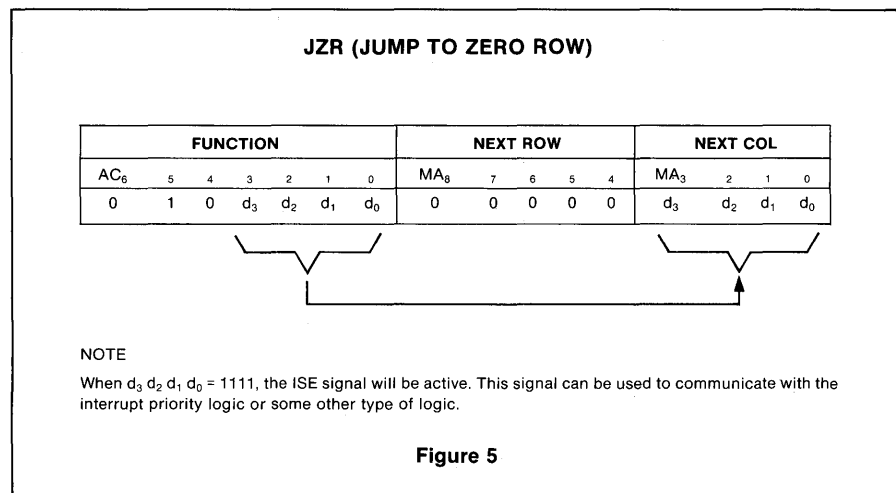 JZR (JUMP TO ZERO ROW)
FUNCTION NEXT ROW NEXT COL
AC₆ 5 4 3 2 1 0 MA₈ 7 6 5 4 MA₃ 2 1 0
0 1 0 d₃ d₂ d₁ d₀ 0 0 0 0 0 d₃ d₂ d₁ d₀
NOTE
When d₃ d₂ d₁ d₀ = 1111, the ISE signal will be active. This signal can be used to communicate with the
interrupt priority logic or some other type of logic.
Figure 5